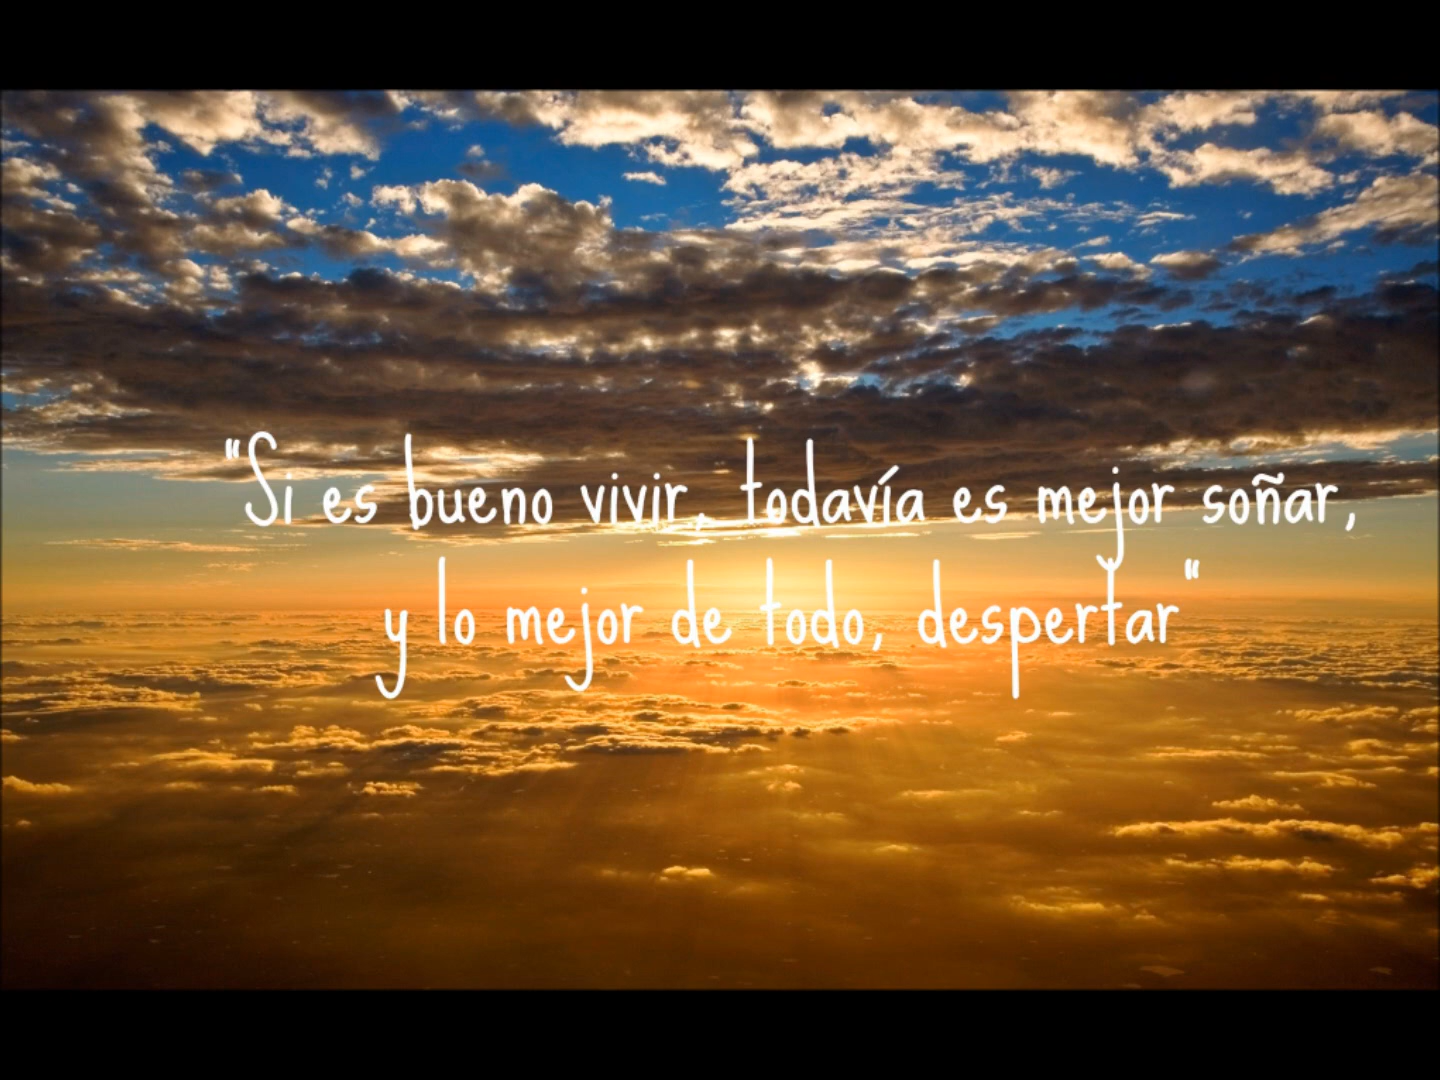 "Si es bueno vivir, todavía es mejor soñar,
y lo mejor de todo, despertar"